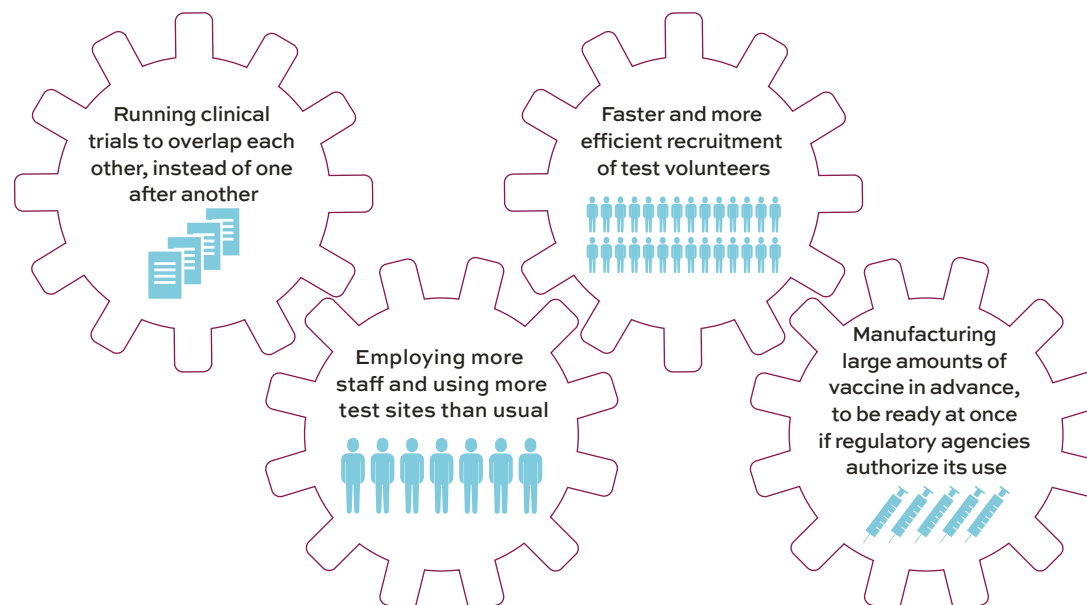 Running clinical
trials to overlap each
other, instead of one
after another
Faster and more
efficient recruitment
of test volunteers
Employing more
staff and using more
test sites than usual
Manufacturing
large amounts of
vaccine in advance,
to be ready at once
if regulatory agencies
authorize its use